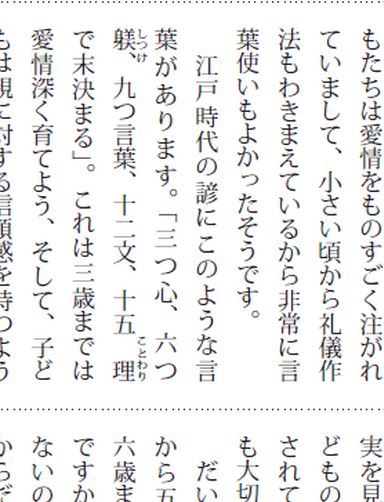 もたちは愛情をものすごく注がれ
ていまして、小さい頃から礼儀作
法もわきまえているから非常に言
葉使いもよかったそうです。
江戸時代の諺にこのような言
葉があります。「三つ心、六つ
躾、九つ言葉、十二文、十五理
で末決まる」。これは三歳までは
愛情深く育てよう、そして、子ど
もは親に対する信頼感を持つよう
実を見
どもの
されて
も大切
だい
から五
六歳ま
ですか
ないの
からだ